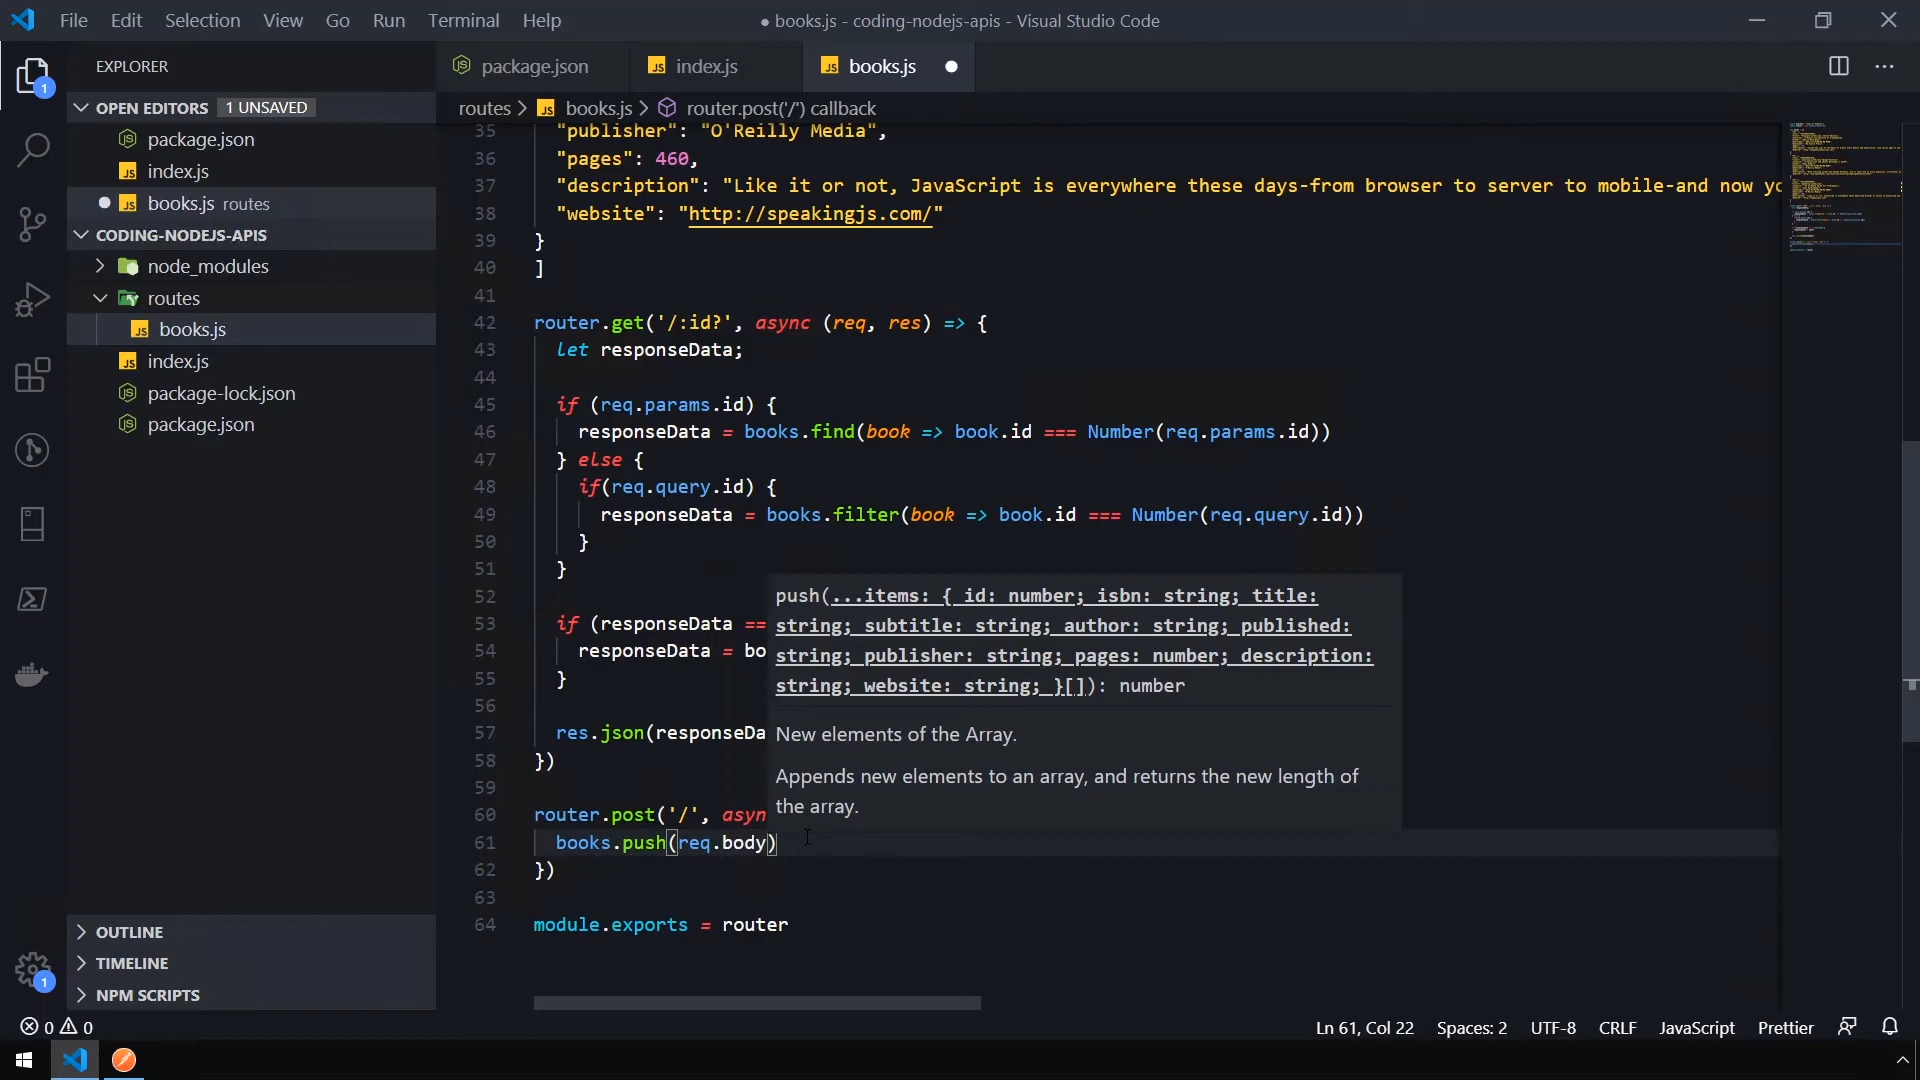 File Edit Selection View Go Run Terminal Help
● books.js - coding-nodejs-apis - Visual Studio Code
EXPLORER
1
OPEN EDITORS 1 UNSAVED
package.json
index.js
books.js routes
CODING-NODEJS-APIS
node_modules
routes
books.js
index.js
package-lock.json
package.json
OUTLINE
TIMELINE
NPM SCRIPTS
1
package.json index.js books.js
routes > books.js > router.post('/') callback
35 "publisher": "O'Reilly Media",
36 "pages": 460,
37 "description": "Like it or not, JavaScript is everywhere these days-from browser to server to mobile-and now yo
38 "website": "http://speakingjs.com/"
39 }
40 ]
41
42 router.get('/:id?', async (req, res) => {
43 let responseData;
44
45 if (req.params.id) {
46 responseData = books.find(book => book.id === Number(req.params.id))
47 } else {
48 if(req.query.id) {
49 responseData = books.filter(book => book.id === Number(req.query.id))
50 }
51 }
52
53 if (responseData ==
54 responseData = bo
55 }
56
57 res.json(responseDa
58 })
59
60 router.post('/', asyn
61 books.push(req.body)
62 })
63
64 module.exports = router
push(...items: { id: number; isbn: string; title:
string; subtitle: string; author: string; published:
string; publisher: string; pages: number; description:
string; website: string; }[]): number
New elements of the Array.
Appends new elements to an array, and returns the new length of
the array.
0 0 Ln 61, Col 22 Spaces: 2 UTF-8 CRLF JavaScript Prettier